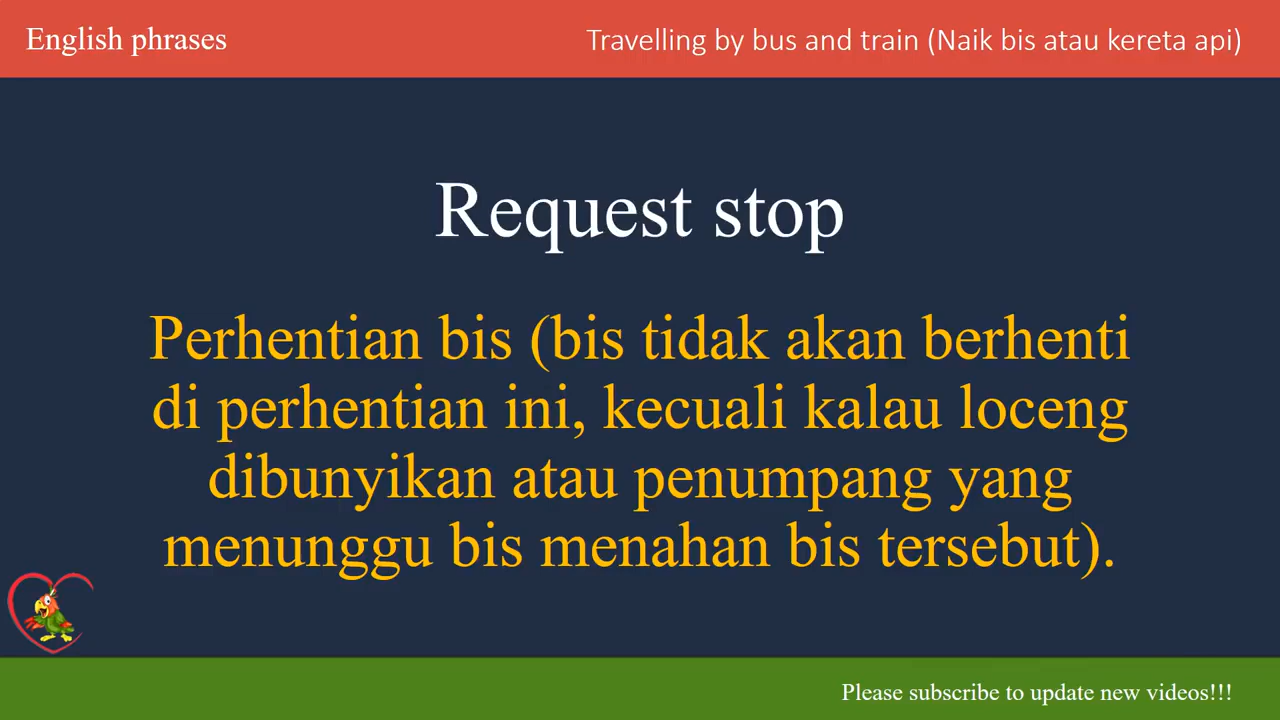 English phrases
Travelling by bus and train (Naik bis atau kereta api)
Request stop
Perhentian bis (bis tidak akan berhenti
di perhentian ini, kecuali kalau loceng
dibunyikan atau penumpang yang
menunggu bis menahan bis tersebut).
Please subscribe to update new videos!!!